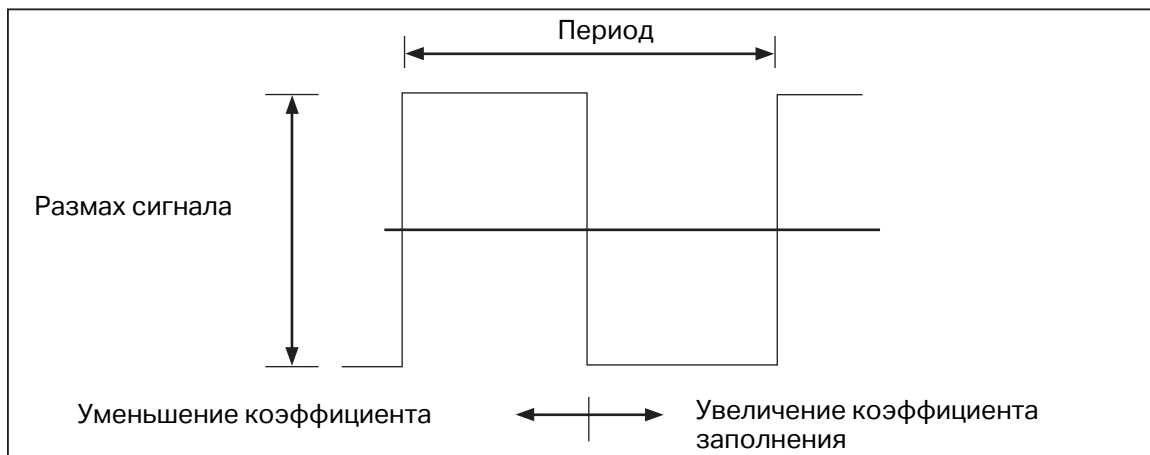 Период
Размах сигнала
Уменьшение коэффициента
Увеличение коэффициента
заполнения